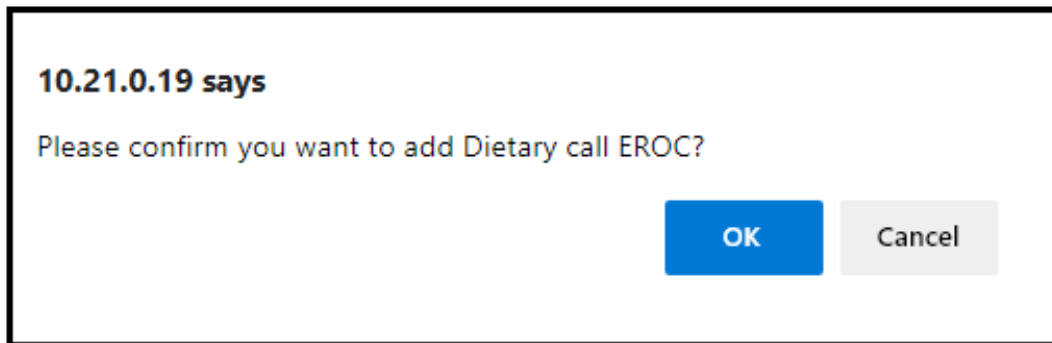 10.21.0.19 says
Please confirm you want to add Dietary call EROC?
OK Cancel